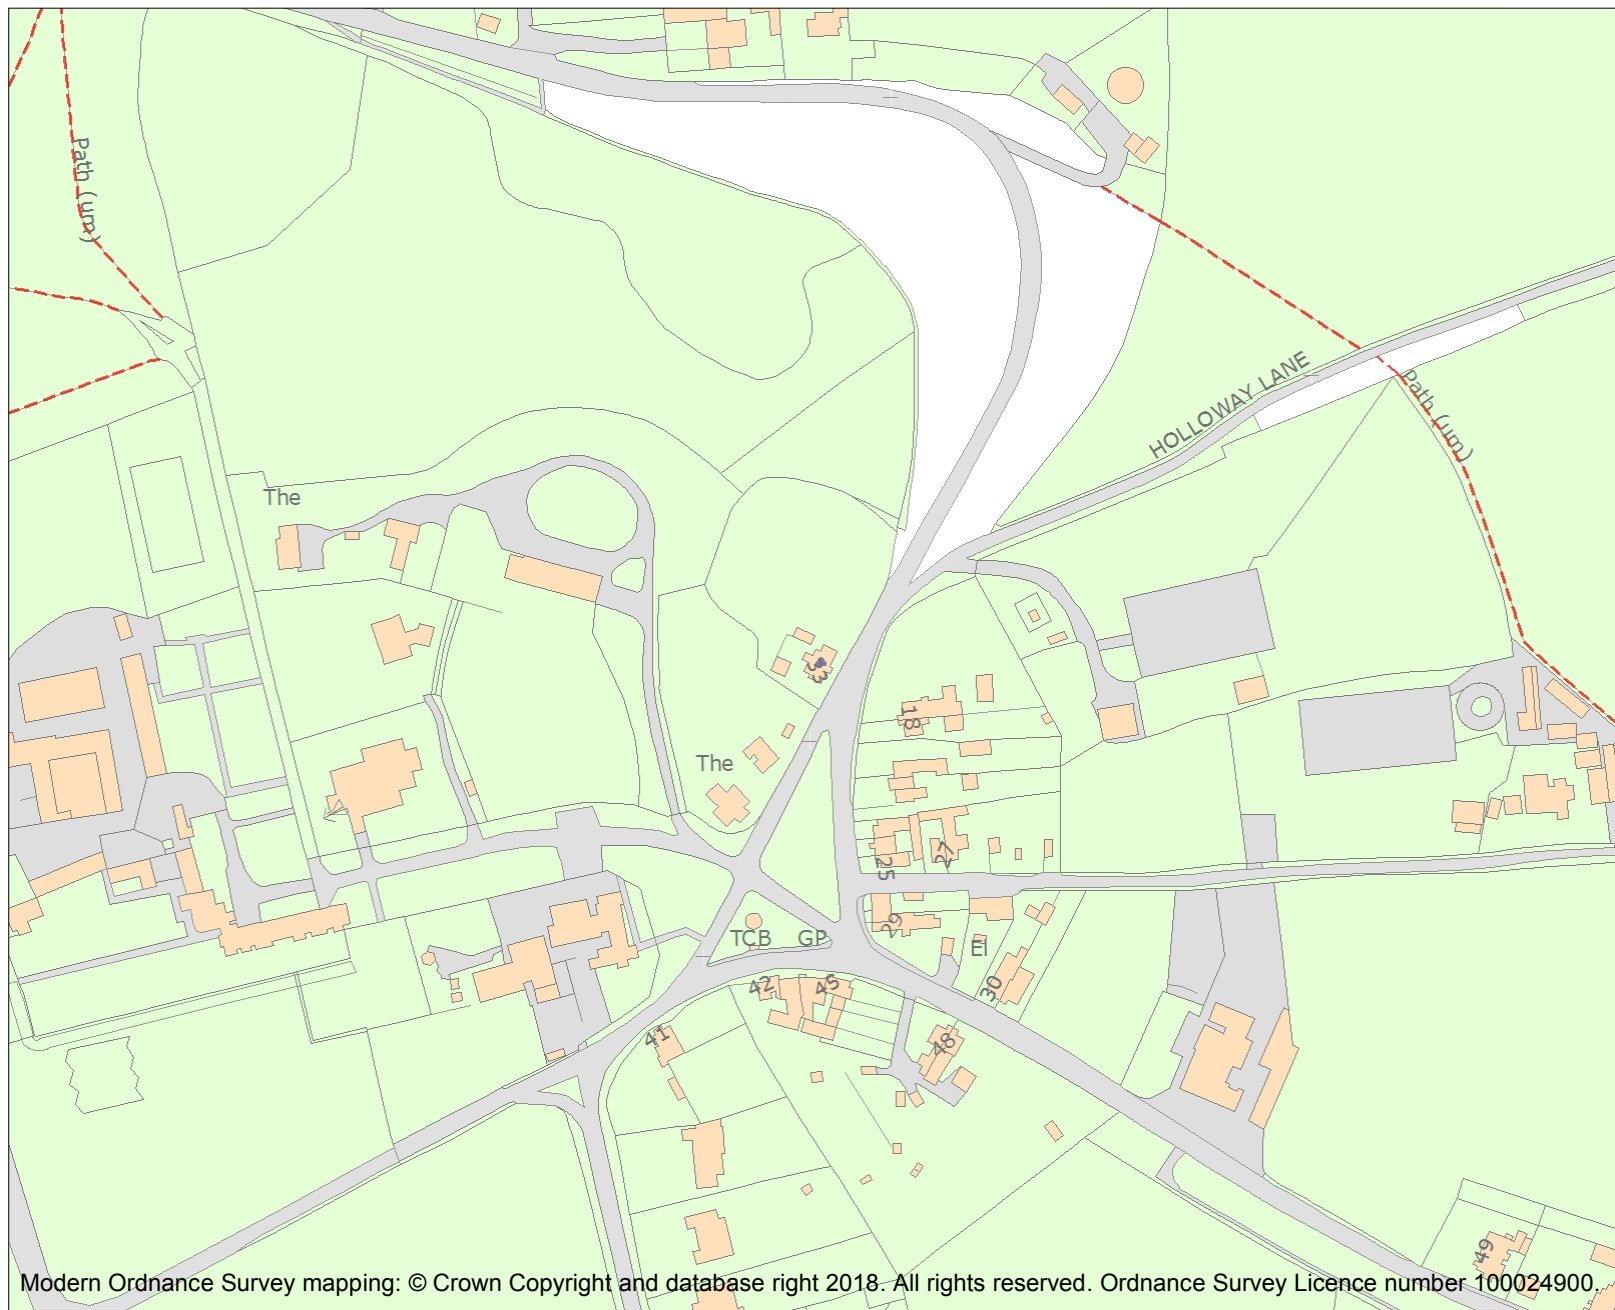 Path (um)
HOLLOWAY LANE
Path (um)
The
33
18
The
27
25
29
TCB GP
El
30
42
45
41
48
49
Modern Ordnance Survey mapping: © Crown Copyright and database right 2018. All rights reserved. Ordnance Survey Licence number 100024900.